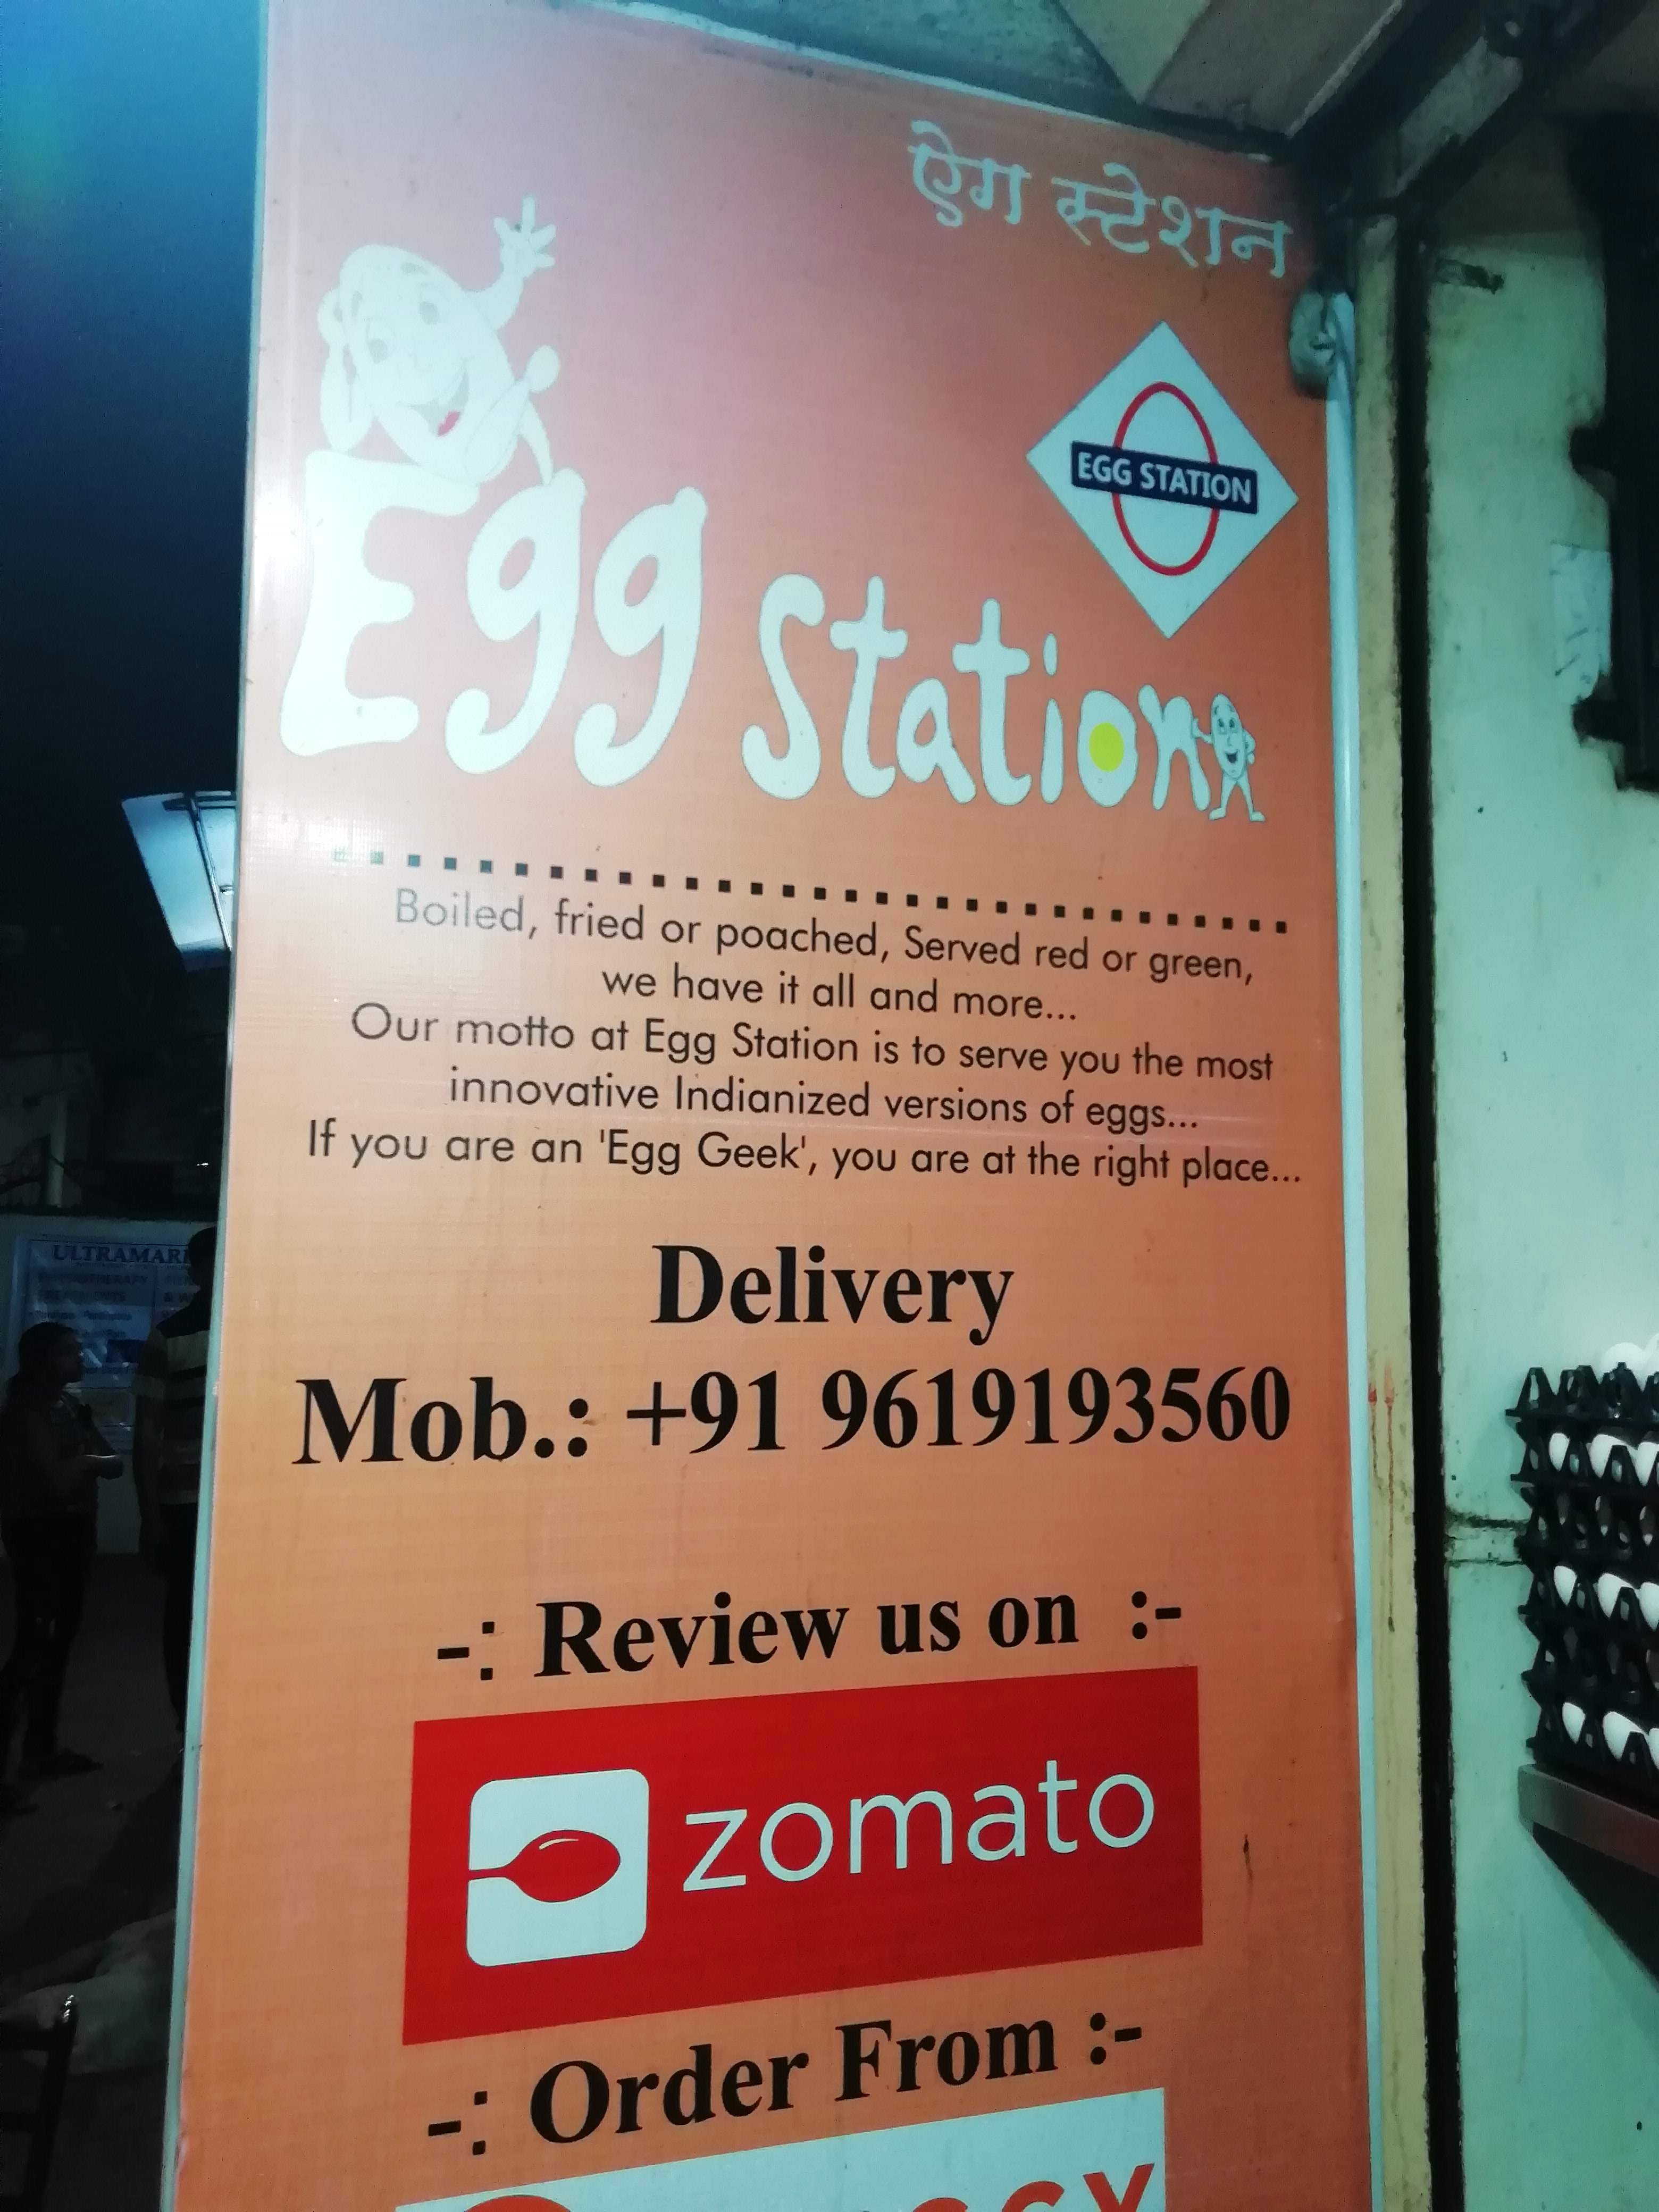 ऐग स्टेशन
EGG STATION
Egg Station
Boiled, fried or poached, Served red or green,
we have it all and more...
Our motto at Egg Station is to serve you the most
innovative Indianized versions of eggs...
If you are an 'Egg Geek', you are at the right place...
Delivery
Mob.: +91 9619193560
-: Review us on :-
zomato
-: Order From :-